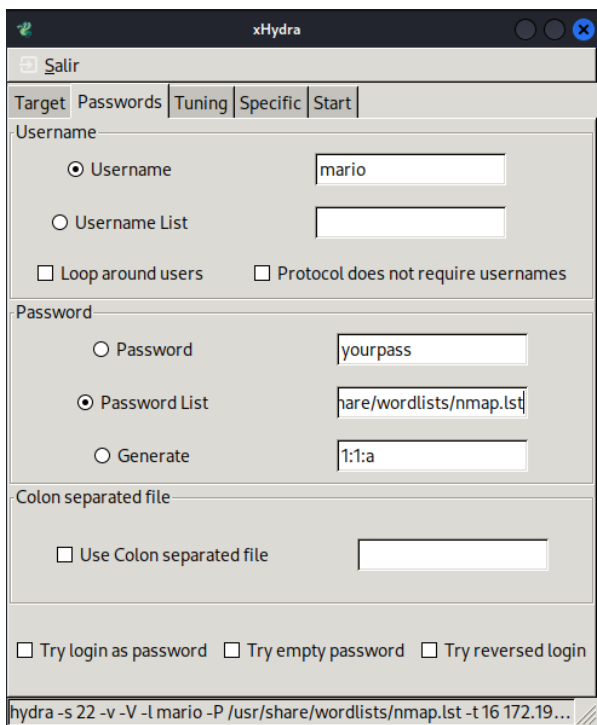 xHydra
Salir
Target Passwords Tuning Specific Start
Username
Username mario
Username List
Loop around users Protocol does not require usernames
Password
Password yourpass
Password List hare/wordlists/nmap.lst
Generate 1:1:a
Colon separated file
Use Colon separated file
Try login as password Try empty password Try reversed login
hydra -s 22 -v -V -l mario -P /usr/share/wordlists/nmap.lst -t 16 172.19...